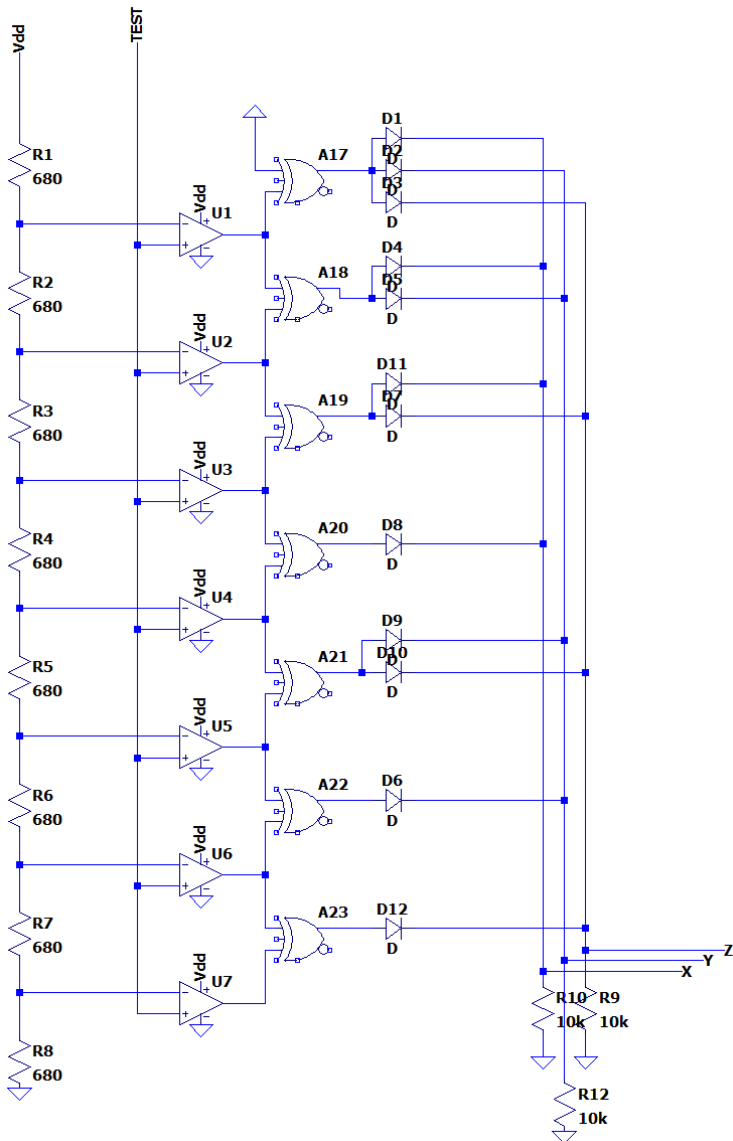 Vdd
TEST
R1
680
R2
680
R3
680
R4
680
R5
680
R6
680
R7
680
R8
680
Vdd
U1
Vdd
U2
Vdd
U3
Vdd
U4
Vdd
U5
Vdd
U6
Vdd
U7
A17
A18
A19
A20
A21
A22
A23
D1
D
D2
D
D3
D
D4
D
D5
D
D11
D
D7
D
D8
D
D9
D
D10
D
D6
D
D12
D
Z
Y
X
R10
10k
R9
10k
R12
10k